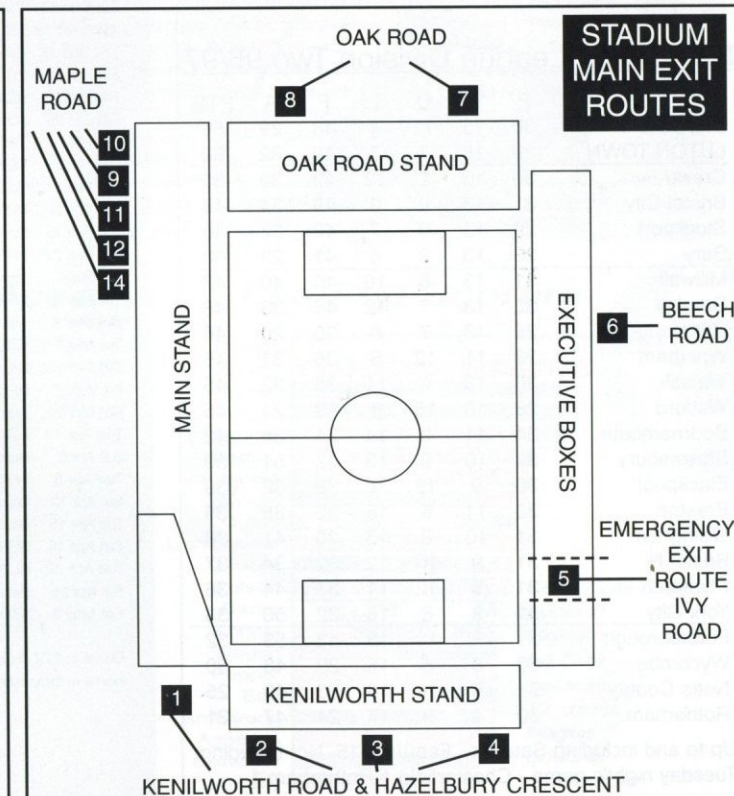 OAK ROAD
STADIUM
MAIN EXIT
ROUTES
MAPLE
ROAD
8
7
10
9
11
12
14
OAK ROAD STAND
MAIN STAND
EXECUTIVE BOXES
6
BEECH
ROAD
EMERGENCY
EXIT
ROUTE
IVY
ROAD
5
KENILWORTH STAND
1
2
3
4
KENILWORTH ROAD & HAZELBURY CRESCENT